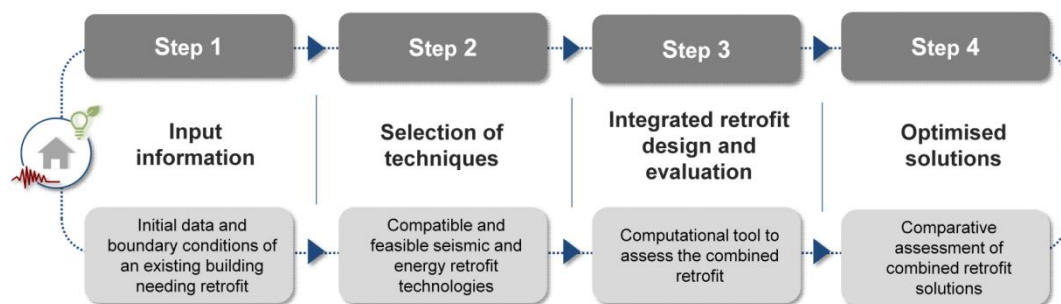 Step 1
Step 2
Step 3
Step 4
Input
information
Selection of
techniques
Integrated retrofit
design and
evaluation
Optimised
solutions
Initial data and
boundary conditions of
an existing building
needing retrofit
Compatible and
feasible seismic and
energy retrofit
technologies
Computational tool to
assess the combined
retrofit
Comparative
assessment of
combined retrofit
solutions